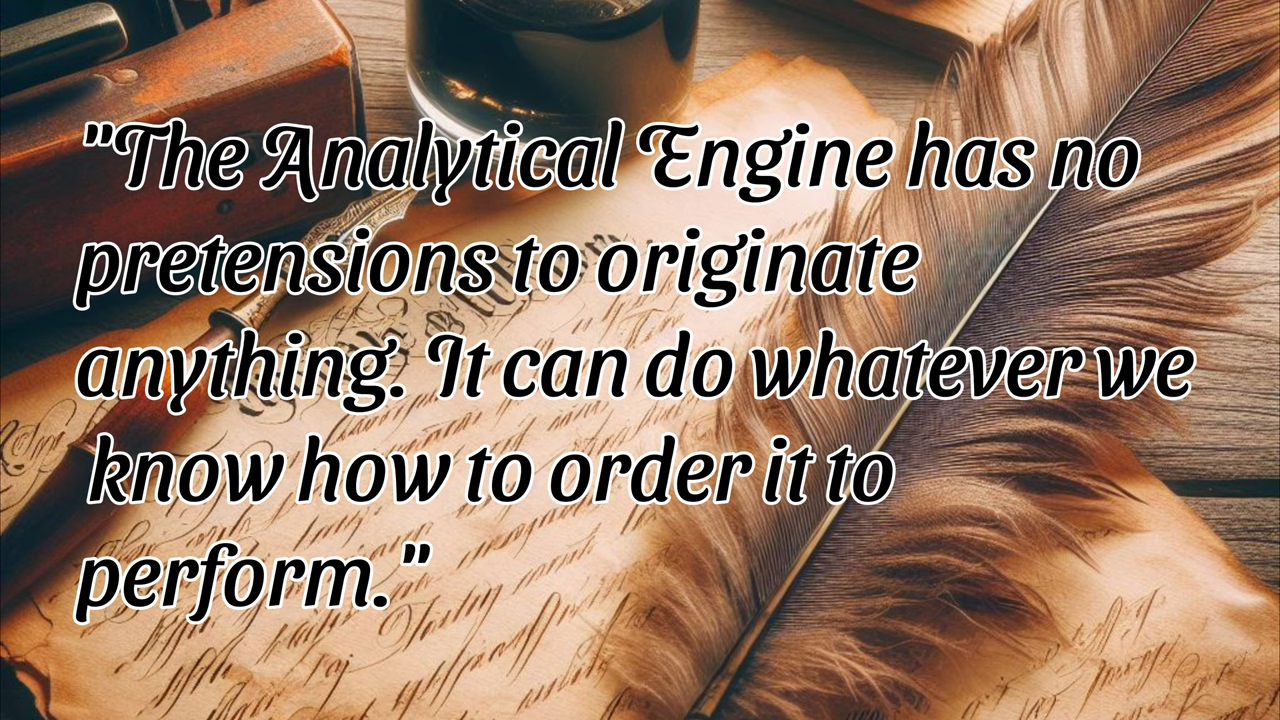 "The Analytical Engine has no
pretensions to originate
anything. It can do whatever we
know how to order it to
perform."